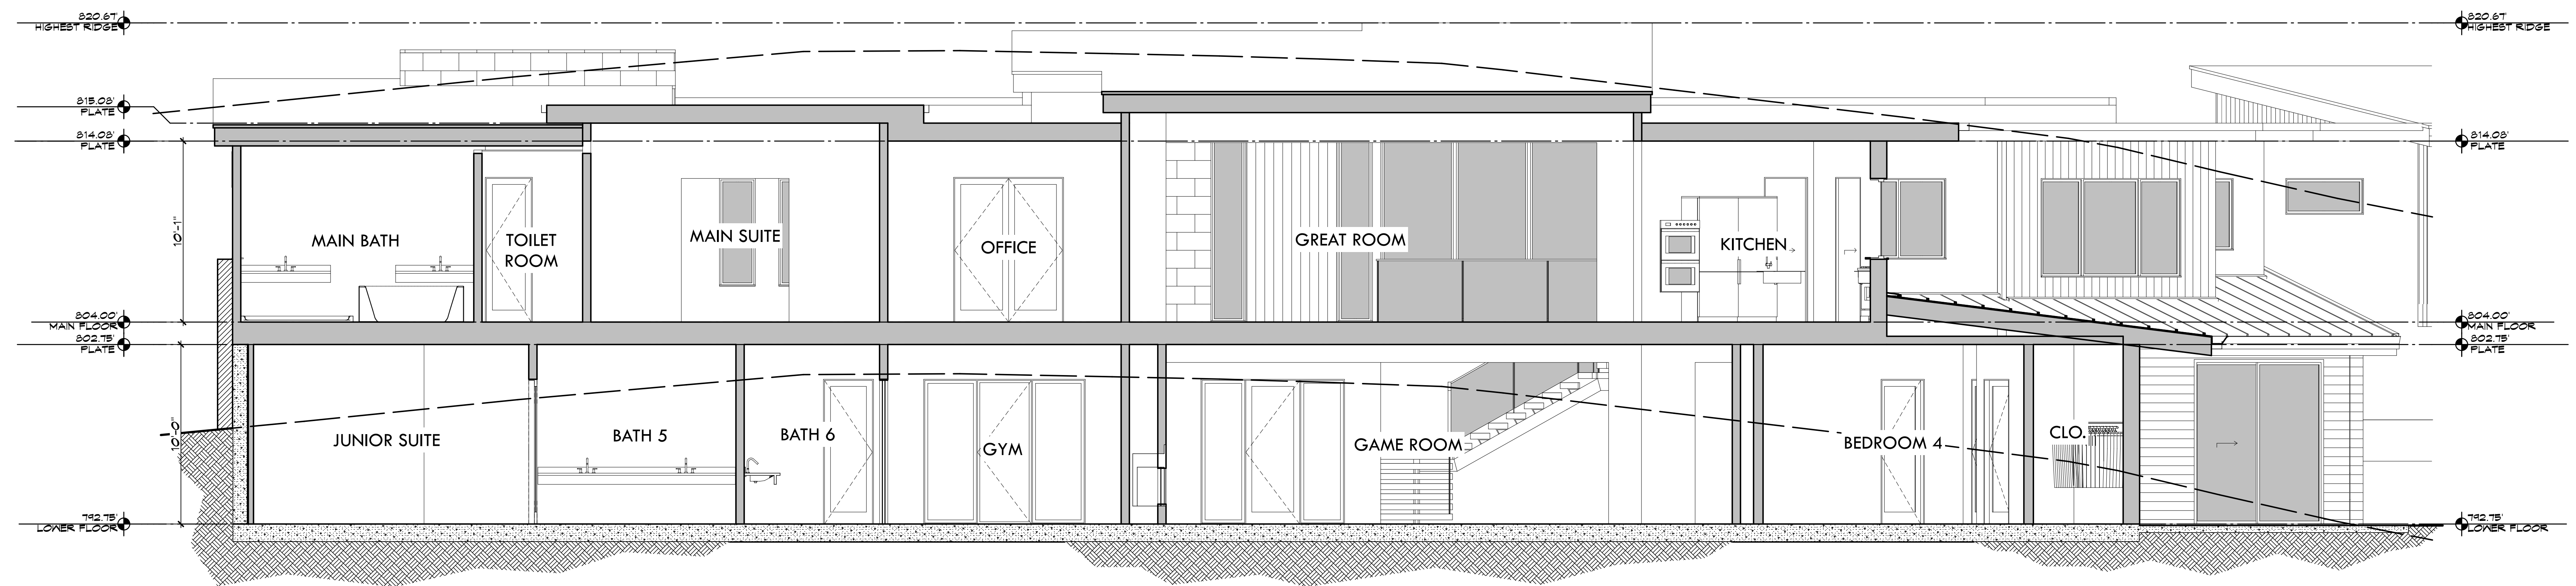 820.67'
HIGHEST RIDGE
820.67'
HIGHEST RIDGE
815.08'
PLATE
814.08'
PLATE
814.08'
PLATE
10'-1"
MAIN BATH
TOILET
ROOM
MAIN SUITE
OFFICE
GREAT ROOM
KITCHEN
804.00'
MAIN FLOOR
804.00'
MAIN FLOOR
802.75'
PLATE
802.75'
PLATE
10'-0"
JUNIOR SUITE
BATH 5
BATH 6
GYM
GAME ROOM
BEDROOM 4
CLO.
792.75'
LOWER FLOOR
792.75'
LOWER FLOOR